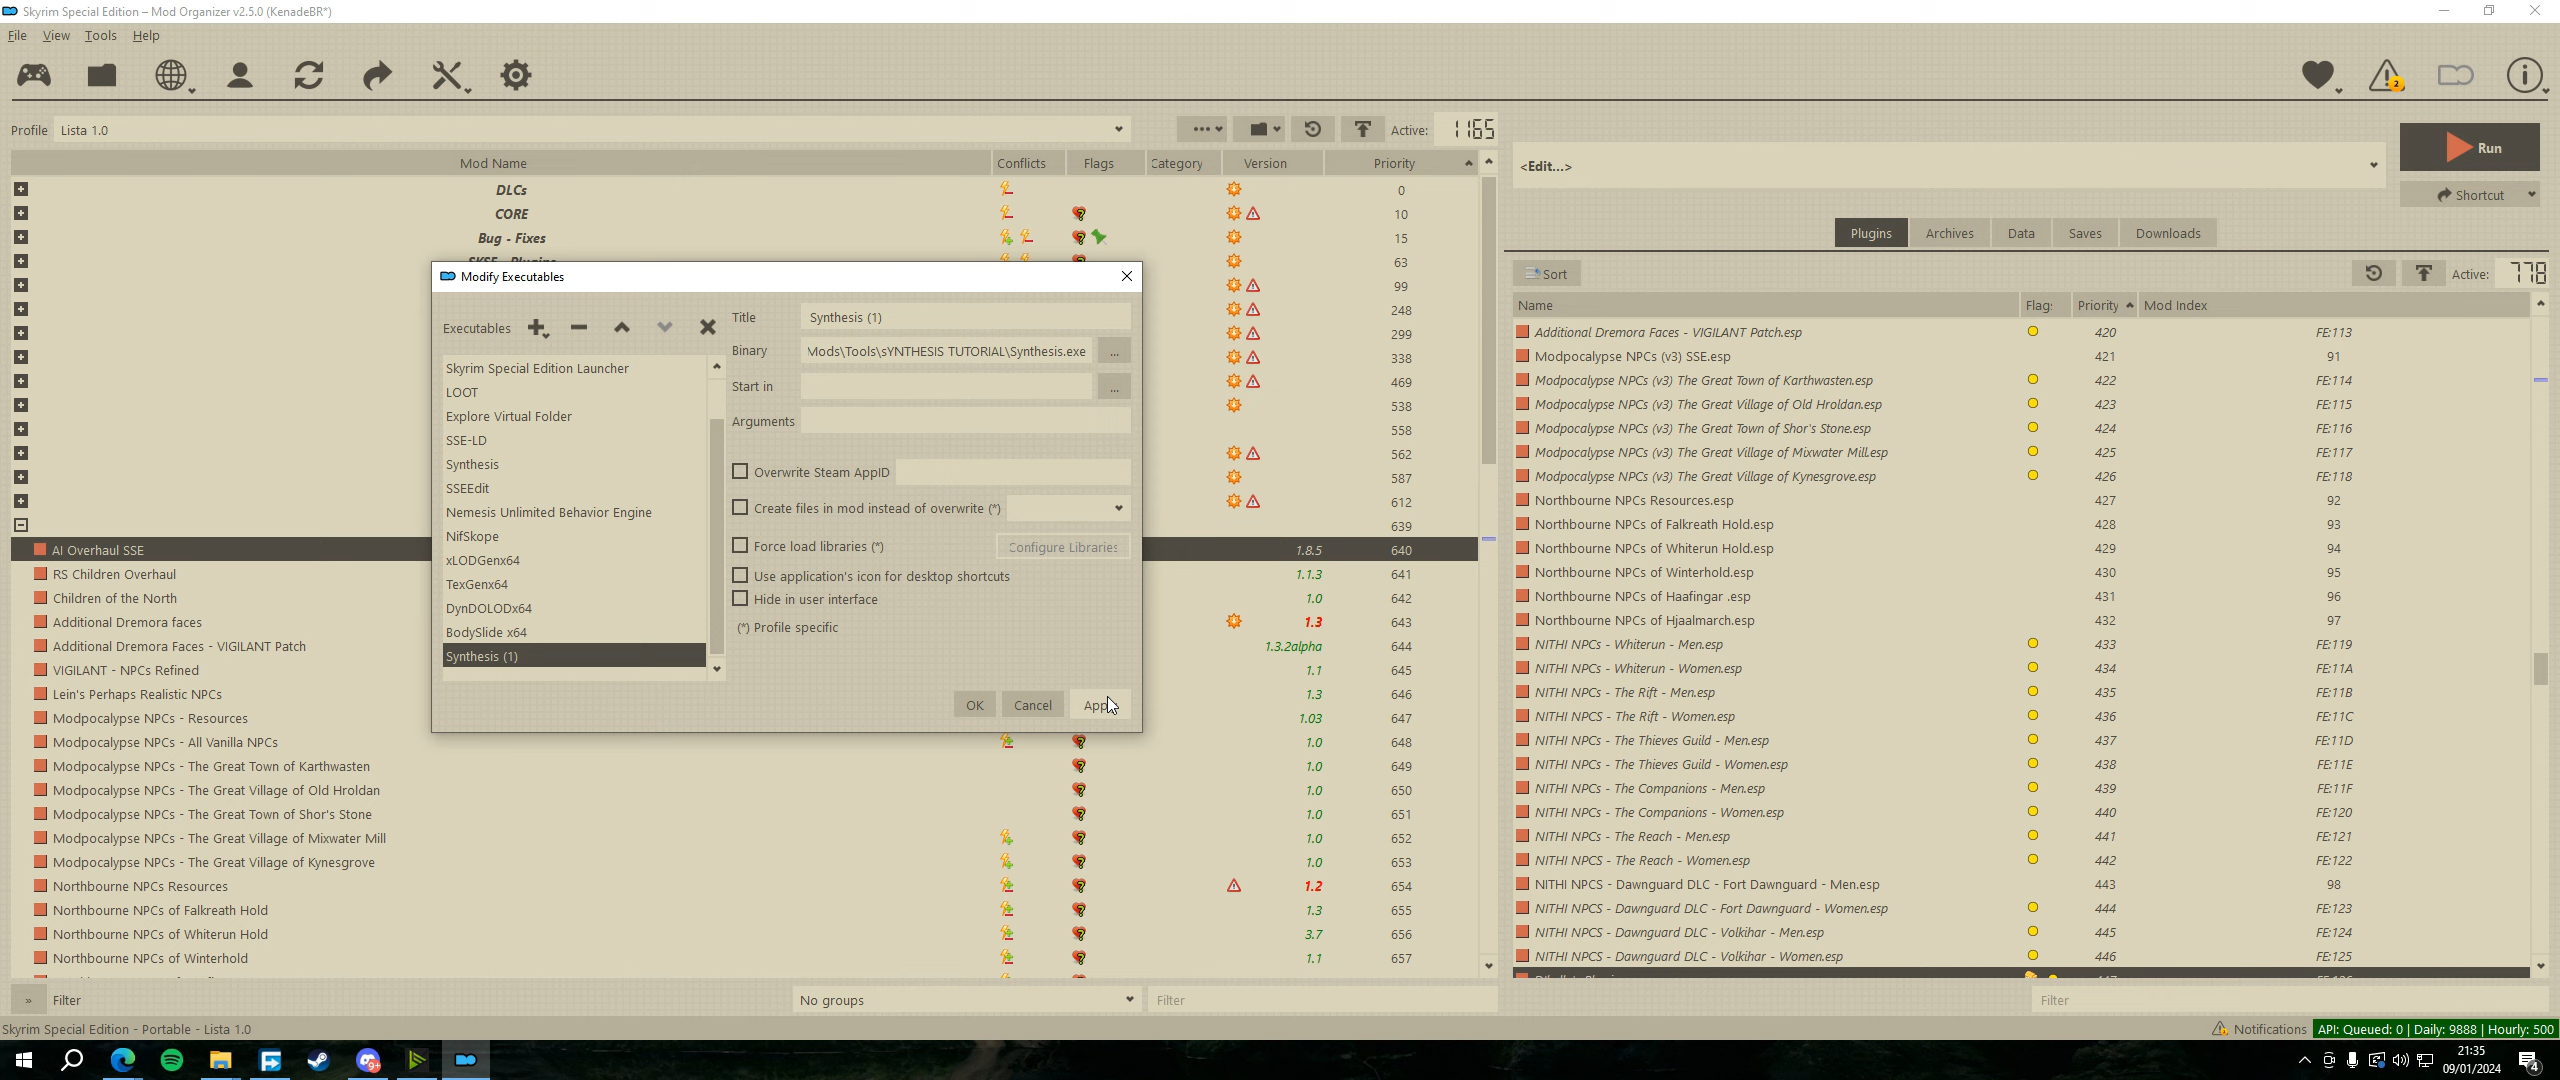 Skyrim Special Edition – Mod Organizer v2.5.0 (KenadeBR*)
File View Tools Help
Profile Lista 1.0
Active: 1165
Mod Name Conflicts Flags Category Version Priority
DLCs 0
CORE 10
Bug - Fixes 15
63
99
248
299
338
469
538
558
562
587
612
639
AI Overhaul SSE 1.8.5 640
RS Children Overhaul 1.1.3 641
Children of the North 1.0 642
Additional Dremora faces 1.3 643
Additional Dremora Faces - VIGILANT Patch 1.3.2alpha 644
VIGILANT - NPCs Refined 1.1 645
Lein's Perhaps Realistic NPCs 1.3 646
Modpocalypse NPCs - Resources 1.03 647
Modpocalypse NPCs - All Vanilla NPCs 1.0 648
Modpocalypse NPCs - The Great Town of Karthwasten 1.0 649
Modpocalypse NPCs - The Great Village of Old Hroldan 1.0 650
Modpocalypse NPCs - The Great Town of Shor's Stone 1.0 651
Modpocalypse NPCs - The Great Village of Mixwater Mill 1.0 652
Modpocalypse NPCs - The Great Village of Kynesgrove 1.0 653
Northbourne NPCs Resources 1.2 654
Northbourne NPCs of Falkreath Hold 1.3 655
Northbourne NPCs of Whiterun Hold 3.7 656
Northbourne NPCs of Winterhold 1.1 657
» Filter
No groups
Filter
Modify Executables
Executables
Skyrim Special Edition Launcher
LOOT
Explore Virtual Folder
SSE-LD
Synthesis
SSEEdit
Nemesis Unlimited Behavior Engine
NifSkope
xLODGenx64
TexGenx64
DynDOLODx64
BodySlide x64
Synthesis (1)
Title Synthesis (1)
Binary Mods\Tools\sYNTHESIS TUTORIAL\Synthesis.exe ...
Start in ...
Arguments
Overwrite Steam AppID
Create files in mod instead of overwrite (*)
Force load libraries (*) Configure Libraries
Use application's icon for desktop shortcuts
Hide in user interface
(*) Profile specific
OK Cancel
<Edit...>
Run
Shortcut
Plugins Archives Data Saves Downloads
Sort
Active: 778
Name Flag: Priority Mod Index
Additional Dremora Faces - VIGILANT Patch.esp 420 FE:113
Modpocalypse NPCs (v3) SSE.esp 421 91
Modpocalypse NPCs (v3) The Great Town of Karthwasten.esp 422 FE:114
Modpocalypse NPCs (v3) The Great Village of Old Hroldan.esp 423 FE:115
Modpocalypse NPCs (v3) The Great Town of Shor's Stone.esp 424 FE:116
Modpocalypse NPCs (v3) The Great Village of Mixwater Mill.esp 425 FE:117
Modpocalypse NPCs (v3) The Great Village of Kynesgrove.esp 426 FE:118
Northbourne NPCs Resources.esp 427 92
Northbourne NPCs of Falkreath Hold.esp 428 93
Northbourne NPCs of Whiterun Hold.esp 429 94
Northbourne NPCs of Winterhold.esp 430 95
Northbourne NPCs of Haafingar .esp 431 96
Northbourne NPCs of Hjaalmarch.esp 432 97
NITHI NPCs - Whiterun - Men.esp 433 FE:119
NITHI NPCs - Whiterun - Women.esp 434 FE:11A
NITHI NPCs - The Rift - Men.esp 435 FE:11B
NITHI NPCS - The Rift - Women.esp 436 FE:11C
NITHI NPCs - The Thieves Guild - Men.esp 437 FE:11D
NITHI NPCs - The Thieves Guild - Women.esp 438 FE:11E
NITHI NPCs - The Companions - Men.esp 439 FE:11F
NITHI NPCs - The Companions - Women.esp 440 FE:120
NITHI NPCs - The Reach - Men.esp 441 FE:121
NITHI NPCs - The Reach - Women.esp 442 FE:122
NITHI NPCS - Dawnguard DLC - Fort Dawnguard - Men.esp 443 98
NITHI NPCS - Dawnguard DLC - Fort Dawnguard - Women.esp 444 FE:123
NITHI NPCS - Dawnguard DLC - Volkihar - Men.esp 445 FE:124
NITHI NPCS - Dawnguard DLC - Volkihar - Women.esp 446 FE:125
Filter
Skyrim Special Edition - Portable - Lista 1.0
Notifications
API: Queued: 0 | Daily: 9888 | Hourly: 500
21:35
09/01/2024